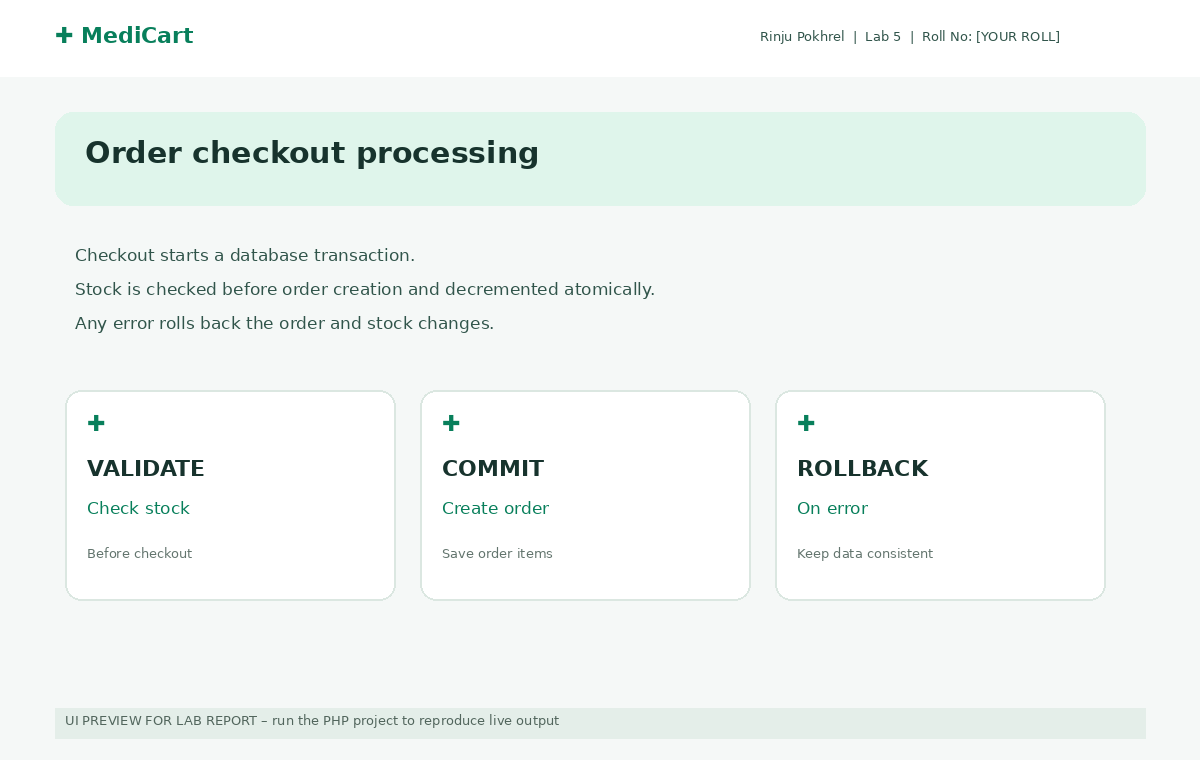 ✚ MediCart
Rinju Pokhrel | Lab 5 | Roll No: [YOUR ROLL]
Order checkout processing
Checkout starts a database transaction.
Stock is checked before order creation and decremented atomically.
Any error rolls back the order and stock changes.
✚
VALIDATE
Check stock
Before checkout
✚
COMMIT
Create order
Save order items
✚
ROLLBACK
On error
Keep data consistent
UI PREVIEW FOR LAB REPORT – run the PHP project to reproduce live output